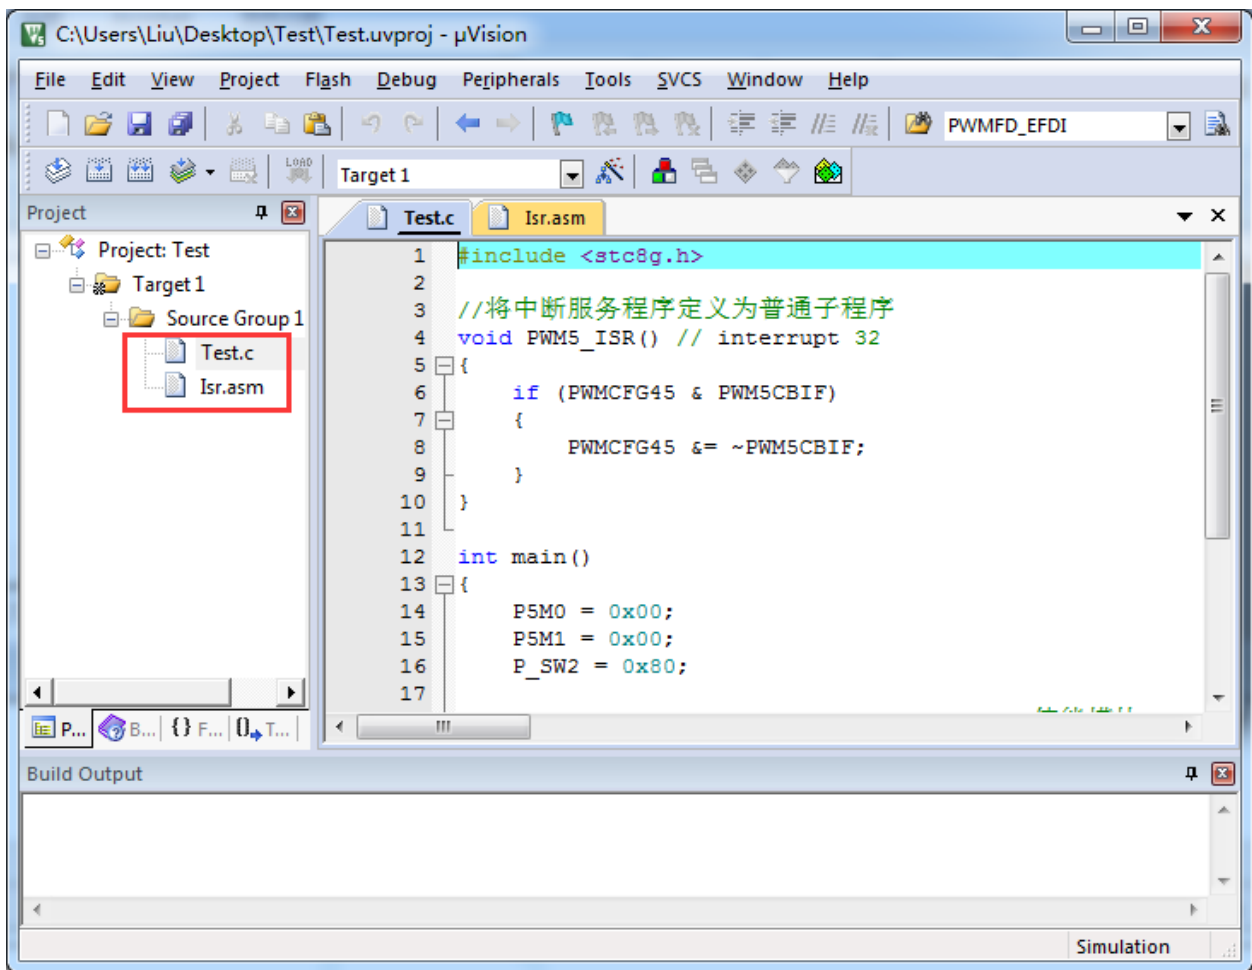 C:\Users\Liu\Desktop\Test\Test.uvproj - µVision
File Edit View Project Flash Debug Peripherals Tools SVCS Window Help
PWMFD_EFDI
LOAD Target 1
Project
Test.c Isr.asm
Project: Test
Target 1
Source Group 1
Test.c
Isr.asm
1 #include <stc8g.h>
2
3 //将中断服务程序定义为普通子程序
4 void PWM5_ISR() // interrupt 32
5 {
6 if (PWMCFG45 & PWM5CBIF)
7 {
8 PWMCFG45 &= ~PWM5CBIF;
9 }
10 }
11
12 int main()
13 {
14 P5M0 = 0x00;
15 P5M1 = 0x00;
16 P_SW2 = 0x80;
17
P... B... {} F... 0 T...
Build Output
Simulation